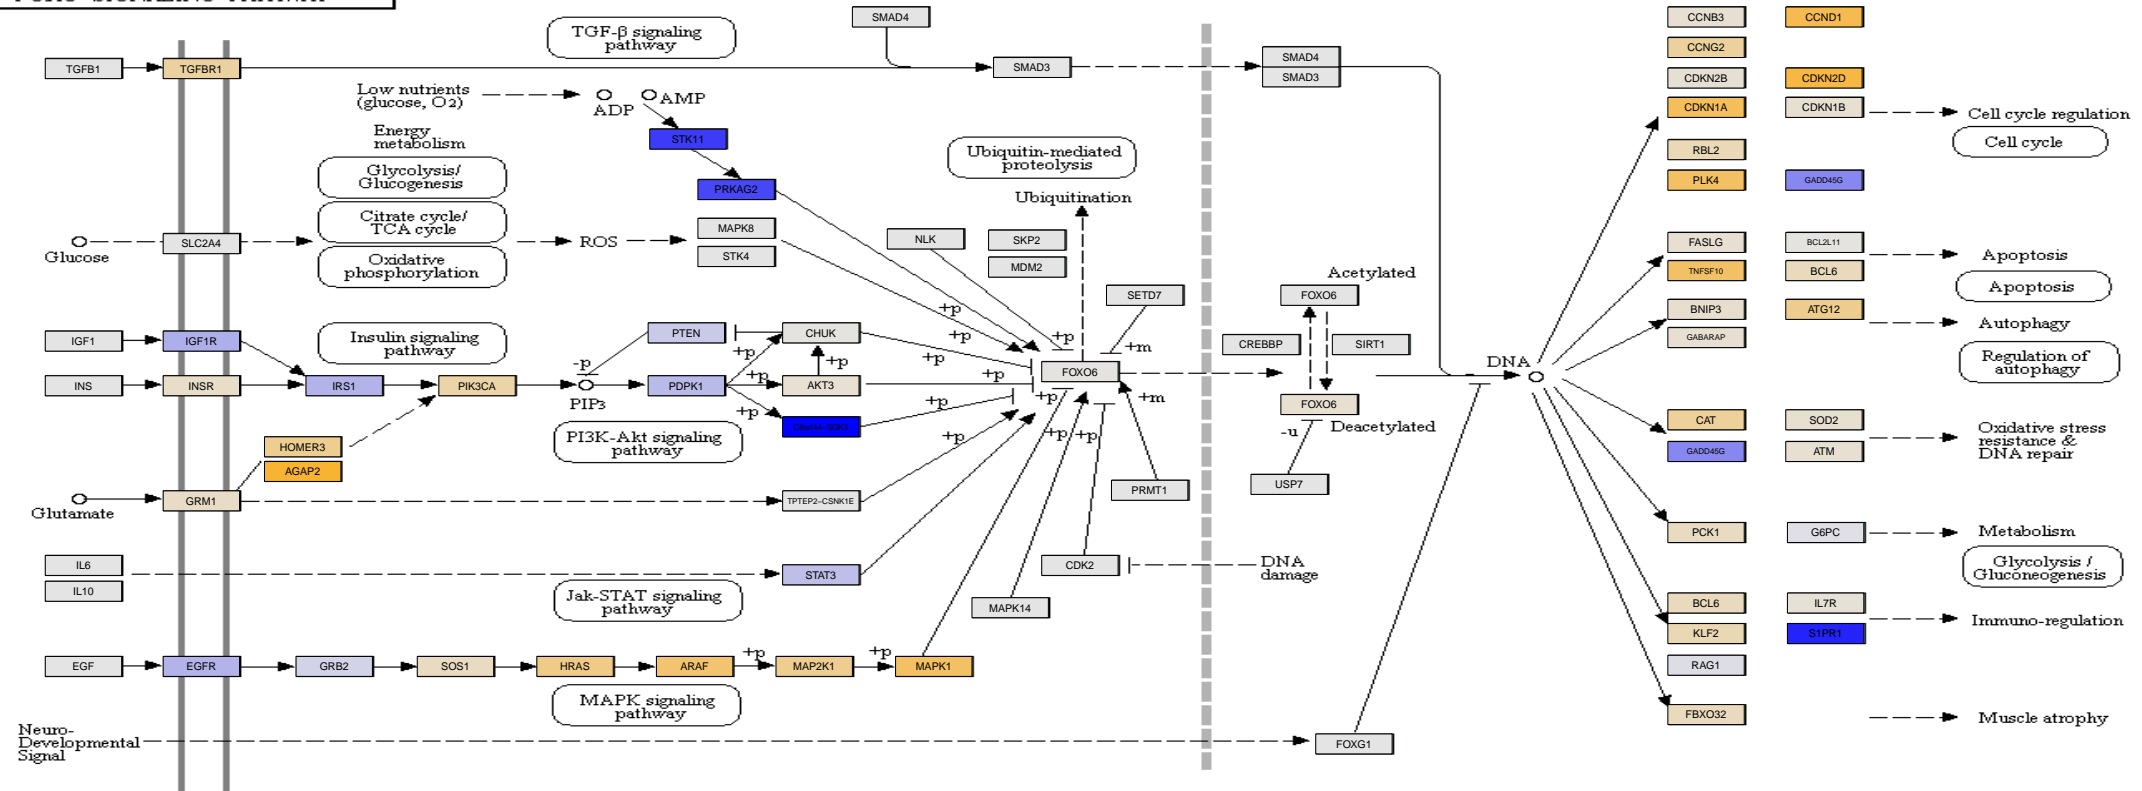 SMAD4
CCNB3 CCND1
TGF-β signaling
pathway
CCNG2
TGFB1 TGFBR1 SMAD3 SMAD4
SMAD3
CDKN2B CDKN2D
Low nutrients
(glucose, O2)
ADP
AMP
CDKN1A CDKN1B Cell cycle regulation
Energy
metabolism
STK11
Cell cycle
Glycolysis/
Glucogenesis
Ubiquitin-mediated
proteolysis
RBL2
PRKAG2
PLK4 GADD45G
Ubiquitination
Citrate cycle/
TCA cycle
MAPK8
STK4
Glucose
SLC2A4
ROS
NLK
SKP2
MDM2
FASLG BCL2L11 Apoptosis
TNFSF10 BCL6
Apoptosis
Oxidative
phosphorylation
Acetylated
FOXO6
SETD7
+p
+p
+p
+m
BNIP3 ATG12
Autophagy
GABARAP
Regulation of
autophagy
IGF1 IGF1R
Insulin signaling
pathway
PTEN CHUK
CREBBP SIRT1
-p
+p
+p
DNA
INS INSR IRS1 PIK3CA
PIP3
PDPK1
+p
AKT3
+p
FOXO6
+p
+m
FOXO6
Deacetylated
-u
+p
+p
+p
+p +p
PI3K-Akt signaling
pathway
HOMER3
AGAP2
CAT SOD2
GADD45G ATM
Oxidative stress
resistance &
DNA repair
USP7
PRMT1
Glutamate
GRM1
TPTEP2-CSNK1E
PCK1 G6PC Metabolism
Glycolysis /
Gluconeogenesis
IL6
IL10
STAT3
CDK2
DNA
damage
Jak-STAT signaling
pathway
MAPK14
BCL6 IL7R
KLF2 S1PR1
Immuno-regulation
RAG1
EGF EGFR GRB2 SOS1 HRAS ARAF +p MAP2K1 +p MAPK1
MAPK signaling
pathway
FBXO32 Muscle atrophy
Neuro-
Developmental
Signal
FOXG1